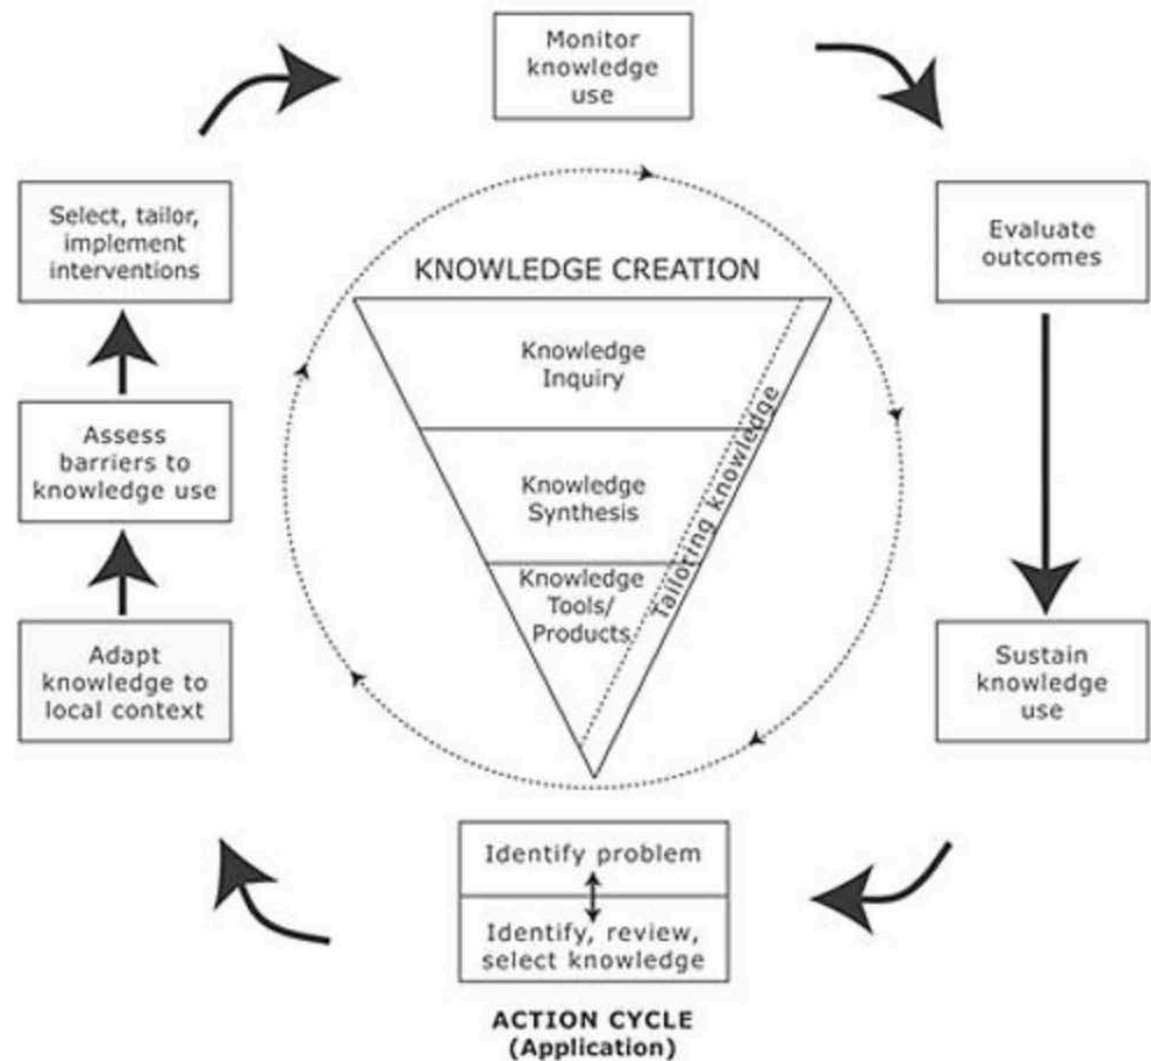 Monitor
knowledge
use
Select, tailor,
implement
interventions
Evaluate
outcomes
KNOWLEDGE CREATION
Knowledge
Inquiry
Assess
barriers to
knowledge use
Knowledge
Synthesis
Tailoring knowledge
Knowledge
Tools/
Products
Adapt
knowledge to
local context
Sustain
knowledge
use
Identify problem
Identify, review,
select knowledge
ACTION CYCLE
(Application)